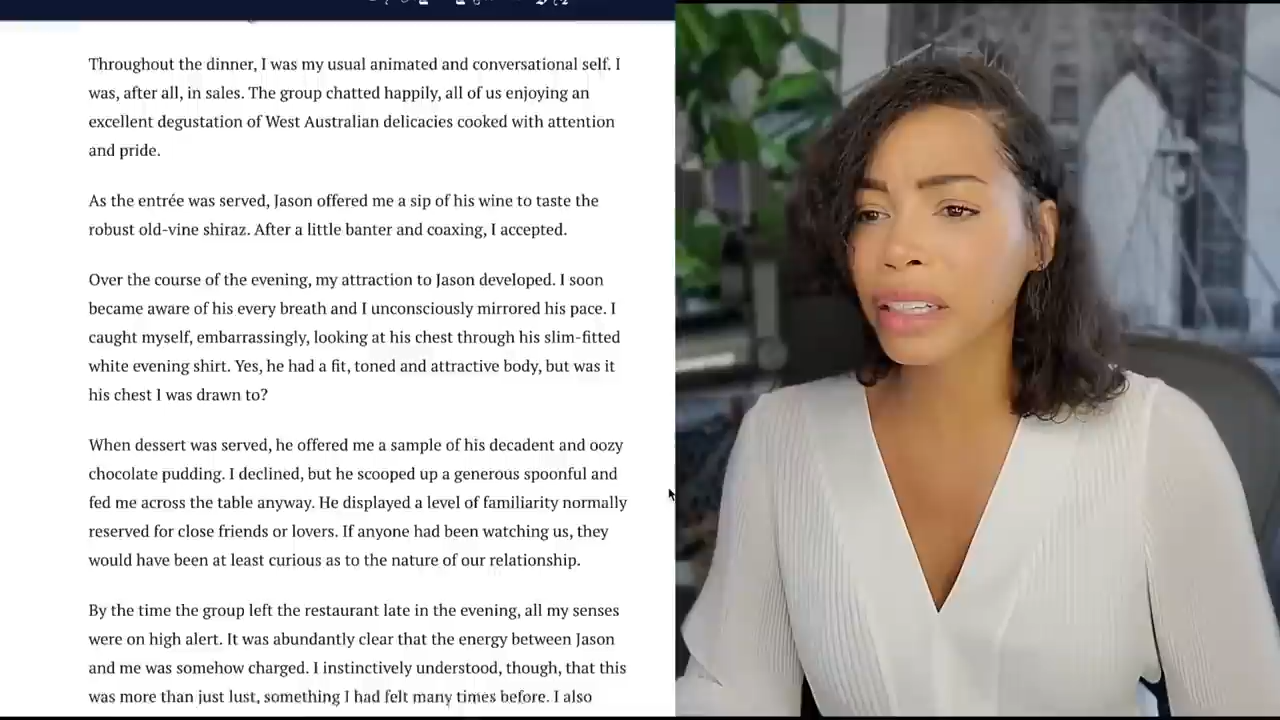 Throughout the dinner, I was my usual animated and conversational self. I
was, after all, in sales. The group chatted happily, all of us enjoying an
excellent degustation of West Australian delicacies cooked with attention
and pride.
As the entrée was served, Jason offered me a sip of his wine to taste the
robust old-vine shiraz. After a little banter and coaxing, I accepted.
Over the course of the evening, my attraction to Jason developed. I soon
became aware of his every breath and I unconsciously mirrored his pace. I
caught myself, embarrassingly, looking at his chest through his slim-fitted
white evening shirt. Yes, he had a fit, toned and attractive body, but was it
his chest I was drawn to?
When dessert was served, he offered me a sample of his decadent and oozy
chocolate pudding. I declined, but he scooped up a generous spoonful and
fed me across the table anyway. He displayed a level of familiarity normally
reserved for close friends or lovers. If anyone had been watching us, they
would have been at least curious as to the nature of our relationship.
By the time the group left the restaurant late in the evening, all my senses
were on high alert. It was abundantly clear that the energy between Jason
and me was somehow charged. I instinctively understood, though, that this
was more than just lust, something I had felt many times before. I also